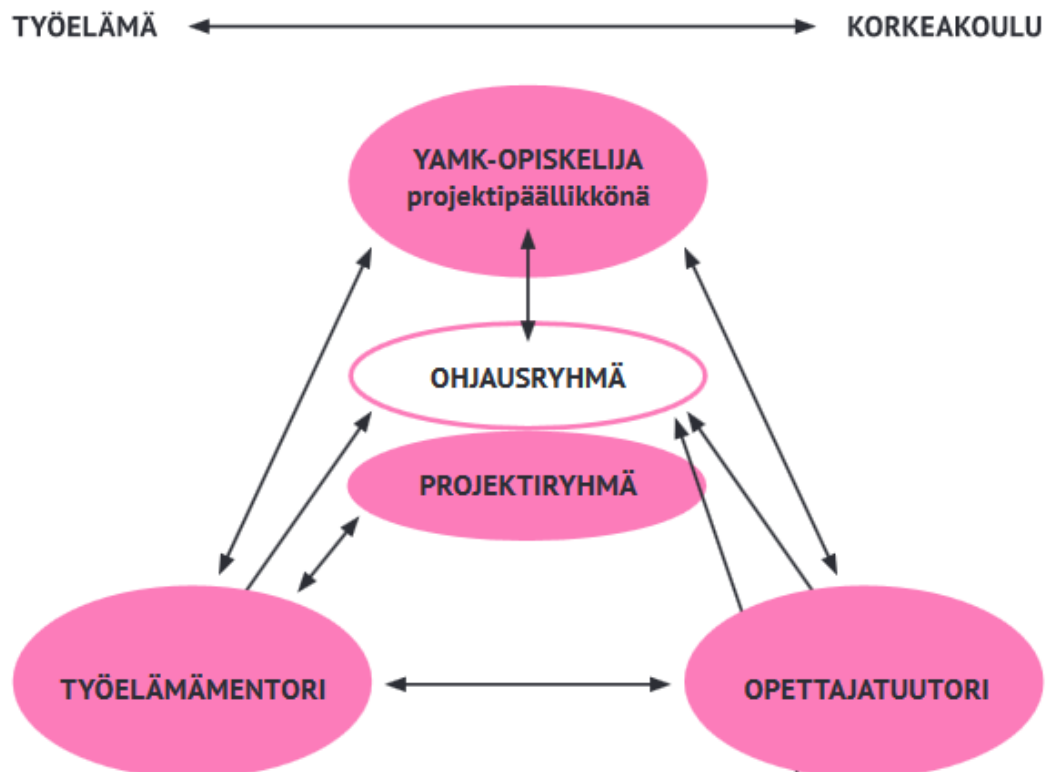 TYÖELÄMÄ
KORKEAKOULU
YAMK-OPISKELIJA
projektipäällikkönä
OHJAUSRYHMÄ
PROJEKTIRYHMÄ
TYÖELÄMÄMENTORI
OPETTAJATUUTORI